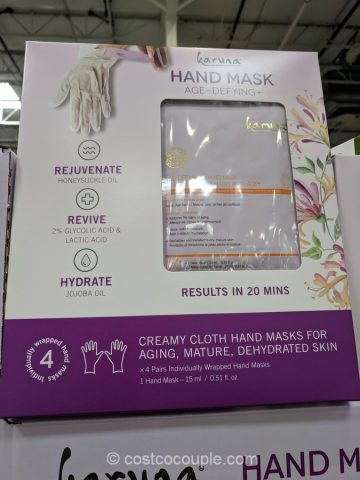 Karuna
HAND MASK
AGE-DEFYING+
Karuna
REJUVENATE
HONEYSUCKLE OIL
REVIVE
2% GLYCOLIC ACID &
LACTIC ACID
HYDRATE
JOJOBA OIL
RESULTS IN 20 MINS
4
Individually wrapped hand masks
CREAMY CLOTH HAND MASKS FOR
AGING, MATURE, DEHYDRATED SKIN
× 4 Pairs Individually Wrapped Hand Masks
1 Hand Mask – 15 ml / 0.51 fl. oz.
Karuna
HAND M
© costcocouple.com